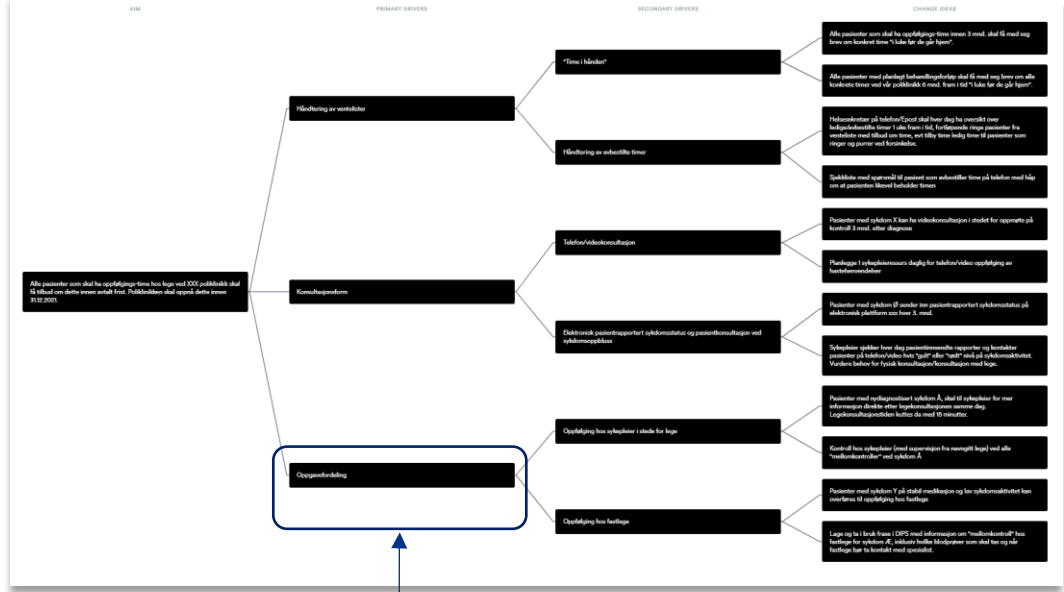 AIM
PRIMARY DRIVERS
SECONDARY DRIVERS
CHANGE IDEAS
Alle pasienter som skal ha oppfølgings-time hos lege ved XXX poliklinikk skal
få tilbud om dette innen avtalt frist. Poliklinikken skal oppnå dette innen
31.12.2021.
Håndtering av ventelister
"Time i hånden"
Alle pasienter som skal ha oppfølgings-time innen 3 mnd. skal få med seg
brev om konkret time "i luke før de går hjem".
Alle pasienter med planlagt behandlingsforløp skal få med seg brev om alle
konkrete timer ved vår poliklinikk 6 mnd. fram i tid "i luke før de går hjem".
Håndtering av avbestilte timer
Helsesekretær på telefon/Epost skal hver dag ha oversikt over
ledige/avbestilte timer 1 uke fram i tid, fortløpende ringe pasienter fra
venteliste med tilbud om time, evt tilby time ledig time til pasienter som
ringer og purrer ved forsinkelse.
Sjekkliste med spørsmål til pasient som avbestiller time på telefon med håp
om at pasienten likevel beholder timen
Konsultasjonsform
Telefon/videokonsultasjon
Pasienter med sykdom X kan ha videokonsultasjon i stedet for oppmøte på
kontroll 3 mnd. etter diagnose
Planlegge 1 sykepleieressurs daglig for telefon/video oppfølging av
hastehenvendelser
Elektronisk pasientrapportert sykdomsstatus og pasientkonsultasjon ved
sykdomsoppbluss
Pasienter med sykdom Ø sender inn pasientrapportert sykdomsstatus på
elektronisk plattform xxx hver 3. mnd.
Sykepleier sjekker hver dag pasientinnsendte rapporter og kontakter
pasienter på telefon/video hvis "gult" eller "rødt" nivå på sykdomsaktivitet.
Vurdere behov for fysisk konsultasjon/konsultasjon med lege.
Oppgavefordeling
Oppfølging hos sykepleier i stede for lege
Pasienter med nydiagnostisert sykdom Å, skal til sykepleier for mer
informasjon direkte etter legekonsultasjonen samme dag.
Legekonsultasjonstiden kuttes da med 15 minutter.
Kontroll hos sykepleier (med supervisjon fra navngitt lege) ved alle
"mellomkontroller" ved sykdom Å
Oppfølging hos fastlege
Pasienter med sykdom Y på stabil medikasjon og lav sykdomsaktivitet kan
overføres til oppfølging hos fastlege
Lage og ta i bruk frase i DIPS med informasjon om "mellomkontroll" hos
fastlege for sykdom Æ, inklusiv hvilke blodprøver som skal tas og når
fastlege bør ta kontakt med spesialist.